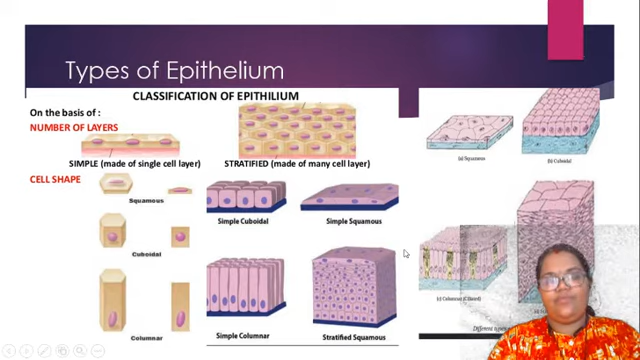 Types of Epithelium
CLASSIFICATION OF EPITHILIUM
On the basis of :
NUMBER OF LAYERS
SIMPLE (made of single cell layer)
STRATIFIED (made of many cell layer)
CELL SHAPE
Squamous
Cuboidal
Columnar
Simple Cuboidal
Simple Squamous
Simple Columnar
Stratified Squamous
(a) Squamous
(b) Cuboidal
(c) Columnar (Ciliated)
Different types